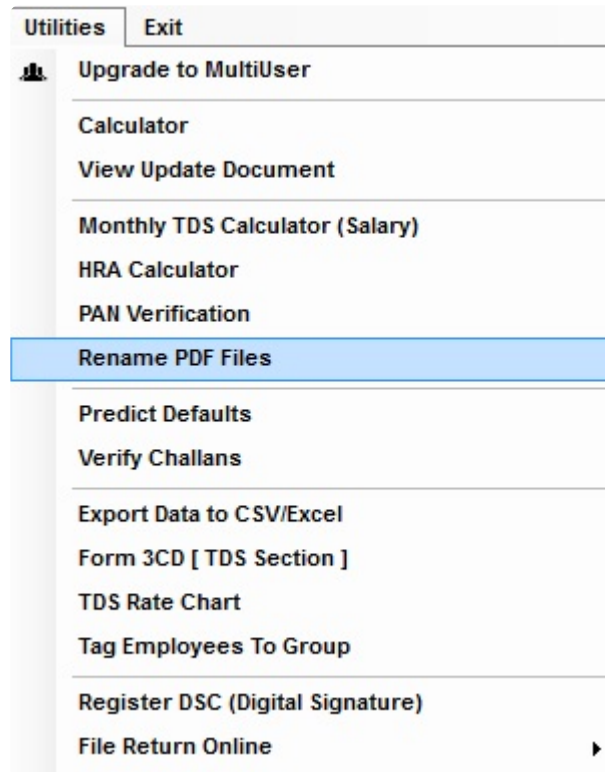 Utilities Exit
Upgrade to MultiUser
Calculator
View Update Document
Monthly TDS Calculator (Salary)
HRA Calculator
PAN Verification
Rename PDF Files
Predict Defaults
Verify Challans
Export Data to CSV/Excel
Form 3CD [ TDS Section ]
TDS Rate Chart
Tag Employees To Group
Register DSC (Digital Signature)
File Return Online